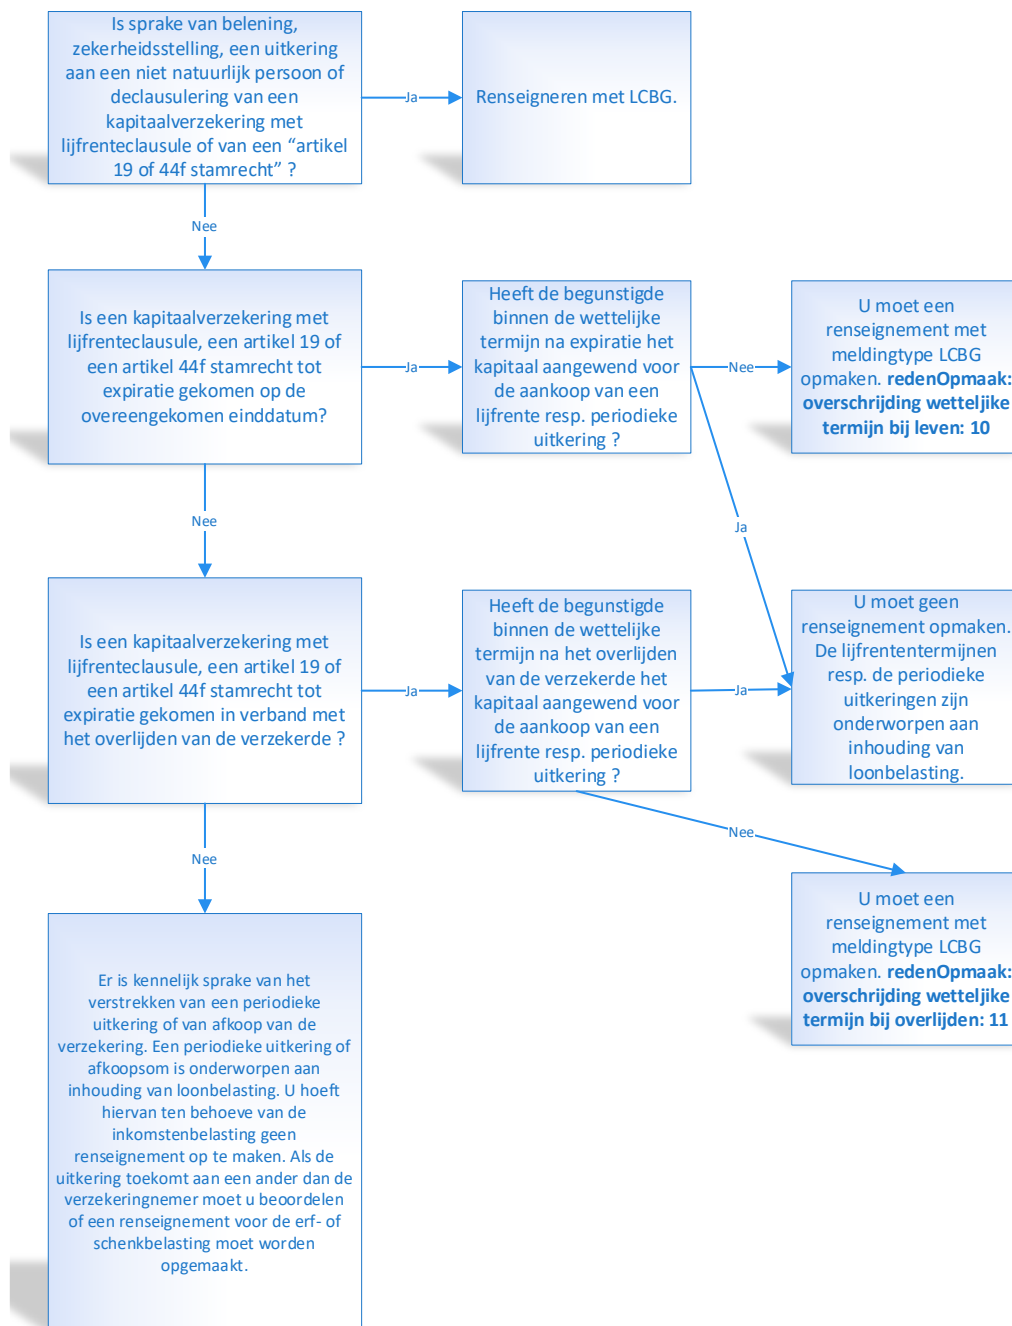 Is sprake van belening,
zekerheidsstelling, een uitkering
aan een niet natuurlijk persoon of
declausulering van een
kapitaalverzekering met
lijfrenteclausule of van een “artikel
19 of 44f stamrecht” ?
Ja
Renseigneren met LCBG.
Nee
Is een kapitaalverzekering met
lijfrenteclausule, een artikel 19 of
een artikel 44f stamrecht tot
expiratie gekomen op de
overeengekomen einddatum?
Ja
Heeft de begunstigde
binnen de wettelijke
termijn na expiratie het
kapitaal aangewend voor
de aankoop van een
lijfrente resp. periodieke
uitkering ?
Nee
U moet een
renseignement met
meldingtype LCBG
opmaken. redenOpmaak:
overschrijding wetteljike
termijn bij leven: 10
Ja
Nee
Is een kapitaalverzekering met
lijfrenteclausule, een artikel 19 of
een artikel 44f stamrecht tot
expiratie gekomen in verband met
het overlijden van de verzekerde ?
Ja
Heeft de begunstigde
binnen de wettelijke
termijn na het overlijden
van de verzekerde het
kapitaal aangewend voor
de aankoop van een
lijfrente resp. periodieke
uitkering ?
Ja
U moet geen
renseignement opmaken.
De lijfrententermijnen
resp. de periodieke
uitkeringen zijn
onderworpen aan
inhouding van
loonbelasting.
Nee
U moet een
renseignement met
meldingtype LCBG
opmaken. redenOpmaak:
overschrijding wetteljike
termijn bij overlijden: 11
Nee
Er is kennelijk sprake van het
verstrekken van een periodieke
uitkering of van afkoop van de
verzekering. Een periodieke uitkering of
afkoopsom is onderworpen aan
inhouding van loonbelasting. U hoeft
hiervan ten behoeve van de
inkomstenbelasting geen
renseignement op te maken. Als de
uitkering toekomt aan een ander dan de
verzekeringnemer moet u beoordelen
of een renseignement voor de erf- of
schenkbelasting moet worden
opgemaakt.